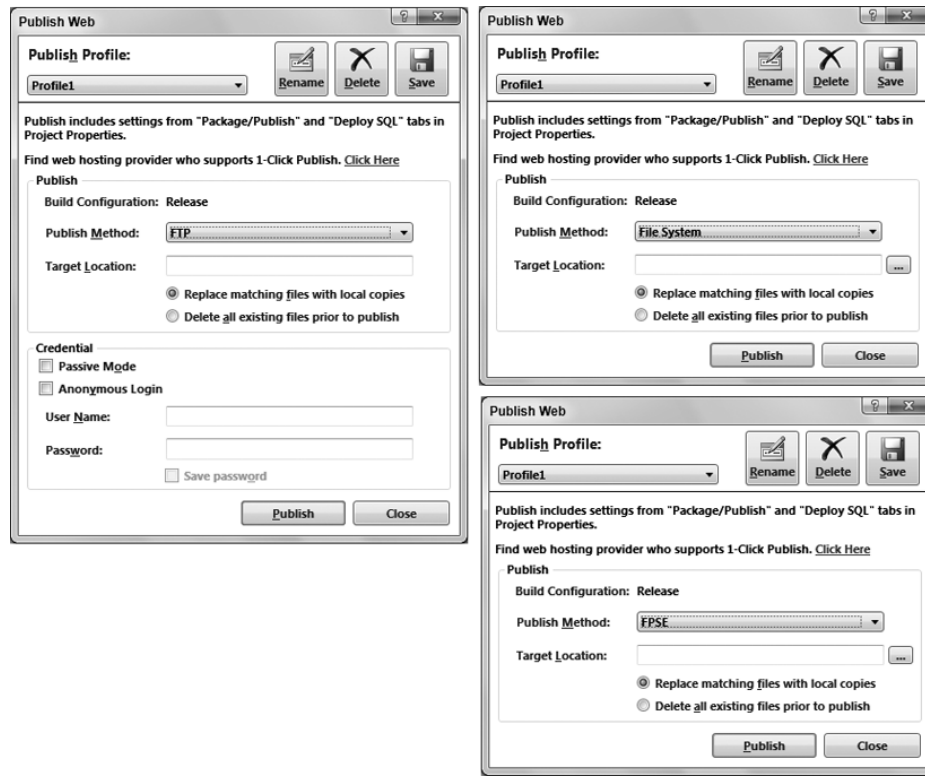 Publish Web
Publish Profile:
Profile1
Rename
Delete
Save
Publish includes settings from "Package/Publish" and "Deploy SQL" tabs in
Project Properties.
Find web hosting provider who supports 1-Click Publish. Click Here
Publish
Build Configuration: Release
Publish Method: FTP
Target Location:
Replace matching files with local copies
Delete all existing files prior to publish
Credential
Passive Mode
Anonymous Login
User Name:
Password:
Save password
Publish
Close
Publish Web
Publish Profile:
Profile1
Rename
Delete
Save
Publish includes settings from "Package/Publish" and "Deploy SQL" tabs in
Project Properties.
Find web hosting provider who supports 1-Click Publish. Click Here
Publish
Build Configuration: Release
Publish Method: File System
Target Location:
...
Replace matching files with local copies
Delete all existing files prior to publish
Publish
Close
Publish Web
Publish Profile:
Profile1
Rename
Delete
Save
Publish includes settings from "Package/Publish" and "Deploy SQL" tabs in
Project Properties.
Find web hosting provider who supports 1-Click Publish. Click Here
Publish
Build Configuration: Release
Publish Method: FPSE
Target Location:
...
Replace matching files with local copies
Delete all existing files prior to publish
Publish
Close